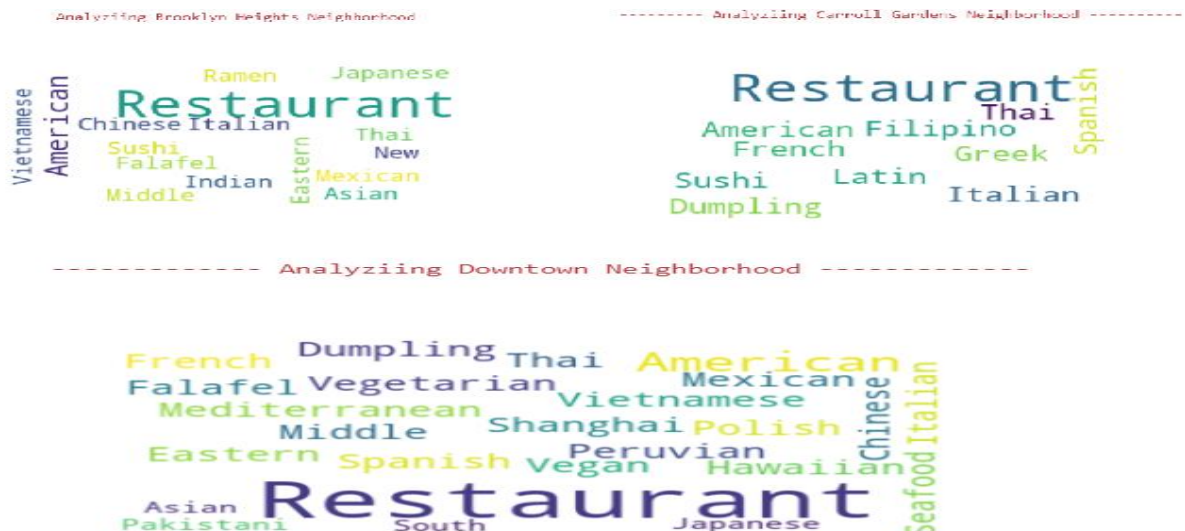 Analyziing Brooklyn Heights Neighborhood
Ramen Japanese
Restaurant
Vietnamese
American
Chinese Italian
Thai
Sushi
New
Falafel
Eastern
Indian
Mexican
Middle
Asian
--------- Analyziing Carroll Gardens Neighborhood ----------
Restaurant
Spanish
Thai
American Filipino
French
Greek
Sushi
Latin
Italian
Dumpling
------------- Analyziing Downtown Neighborhood -------------
Dumpling
French
Thai
American
Falafel
Vegetarian
Mexican
Chinese
Italian
Vietnamese
Mediterranean
Middle
Shanghai
Polish
Peruvian
Eastern
Spanish
Vegan
Hawaiian
Seafood
Restaurant
Asian
Pakistani
South
Japanese